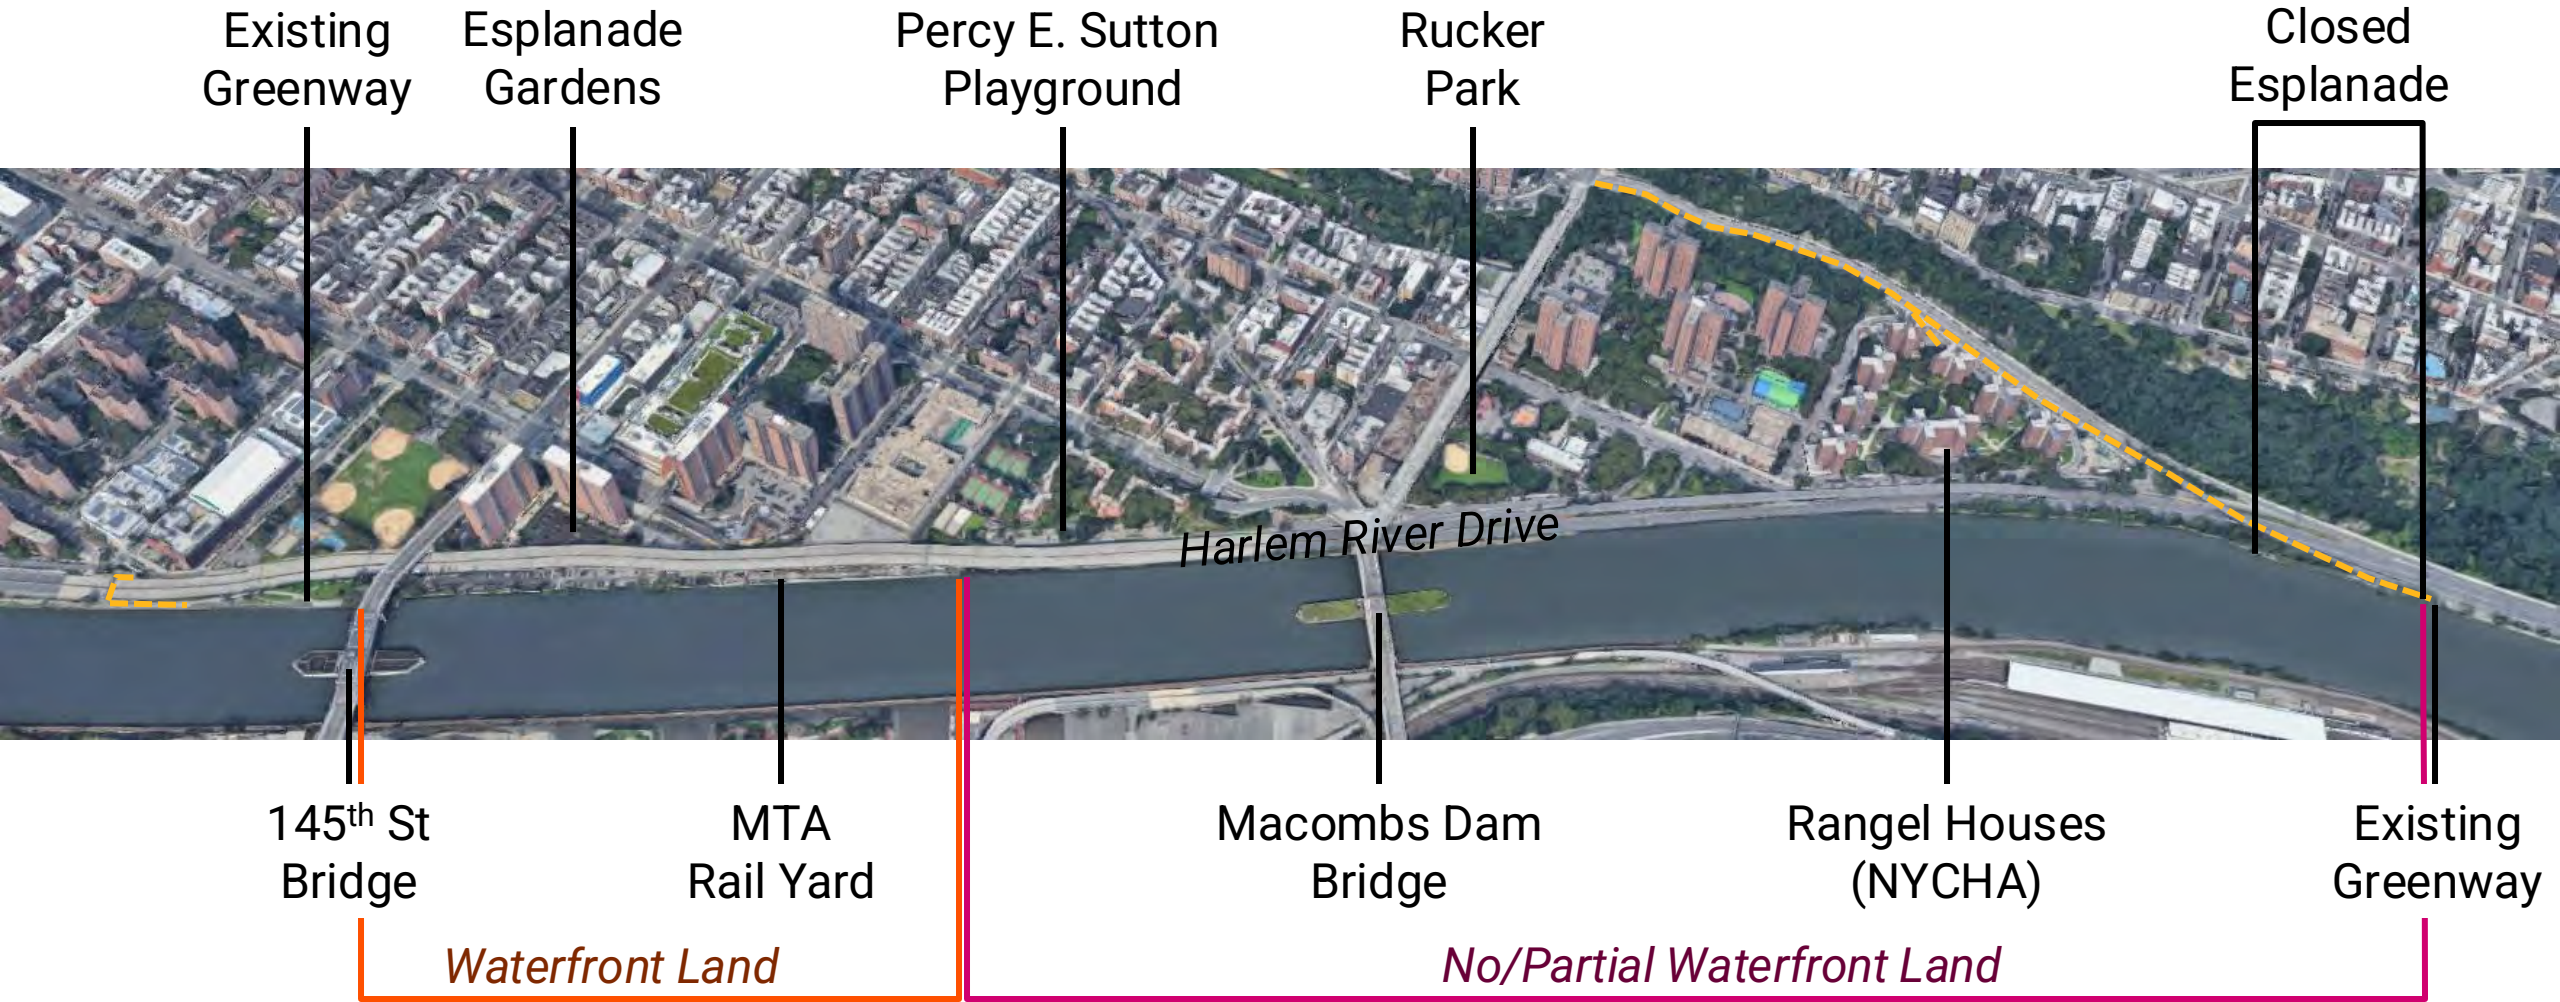 Existing
Greenway
Esplanade
Gardens
Percy E. Sutton
Playground
Rucker
Park
Closed
Esplanade
Harlem River Drive
145th St
Bridge
MTA
Rail Yard
Macombs Dam
Bridge
Rangel Houses
(NYCHA)
Existing
Greenway
Waterfront Land
No/Partial Waterfront Land